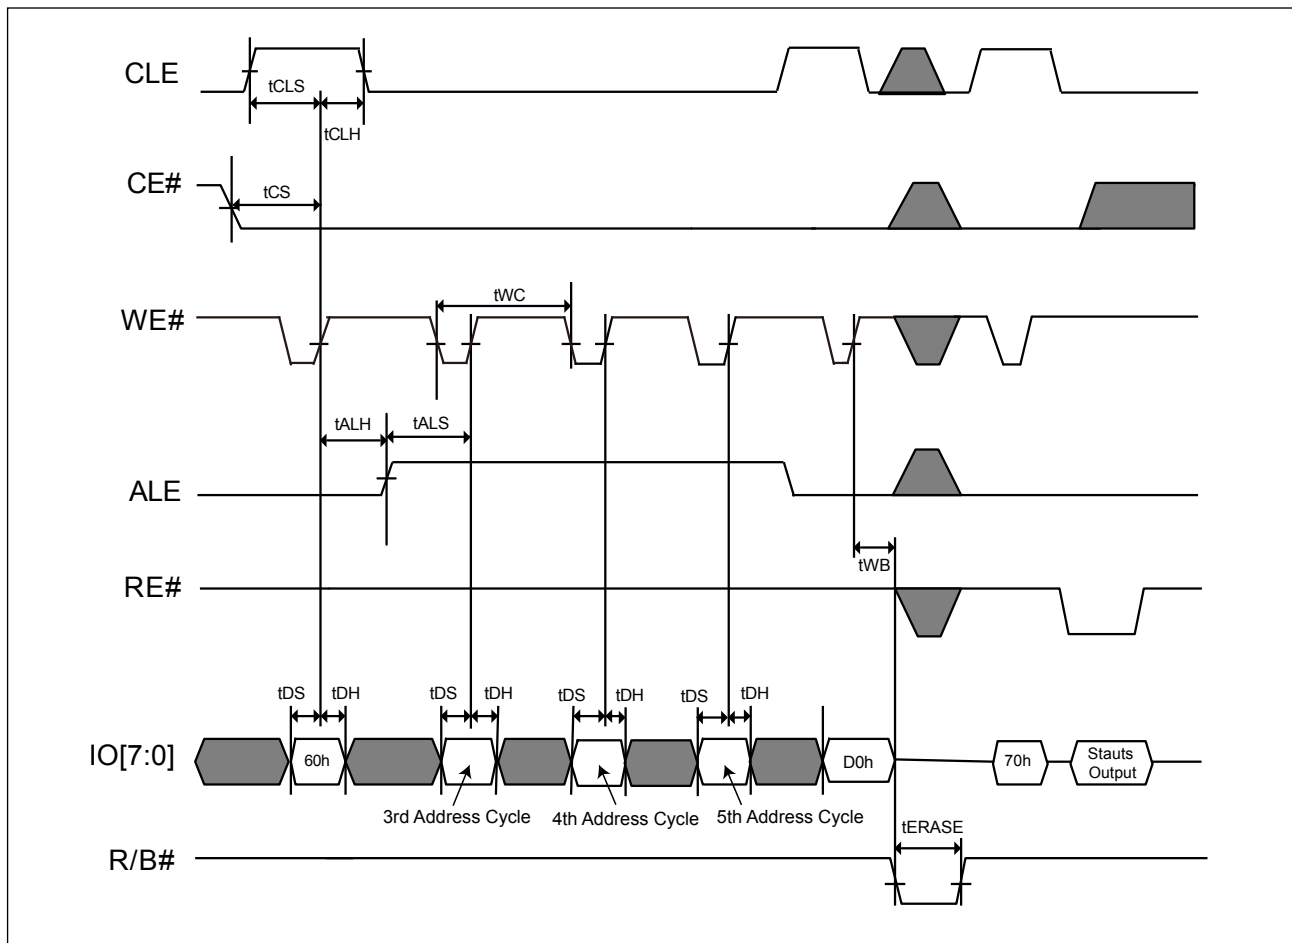 CLE
tCLS
tCLH
CE#
tCS
WE#
tWC
tALH
tALS
ALE
tWB
RE#
tDS
tDH
tDS
tDH
tDS
tDH
tDS
tDH
IO[7:0]
60h
D0h
70h
Stauts
Output
3rd Address Cycle
4th Address Cycle
5th Address Cycle
tERASE
R/B#